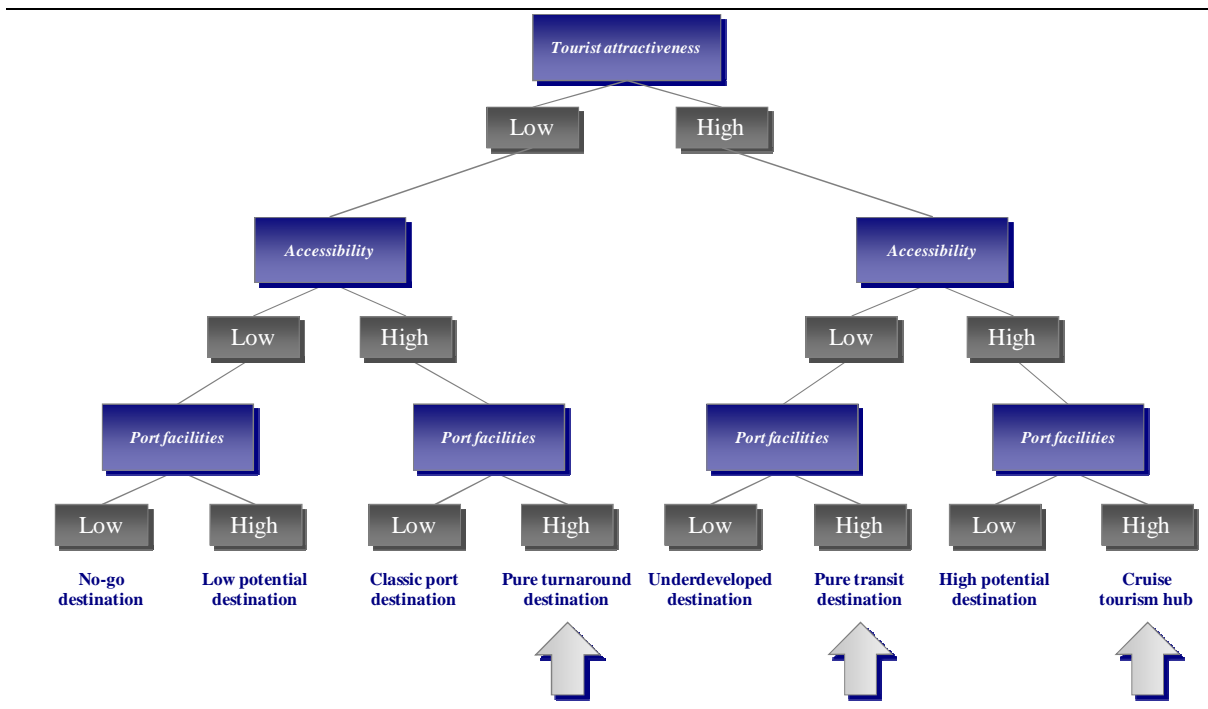 Tourist attractiveness
Low
High
Accessibility
Accessibility
Low
High
Low
High
Port facilities
Port facilities
Port facilities
Port facilities
Low
High
Low
High
Low
High
Low
High
No-go
destination
Low potential
destination
Classic port
destination
Pure turnaround
destination
Underdeveloped
destination
Pure transit
destination
High potential
destination
Cruise
tourism hub